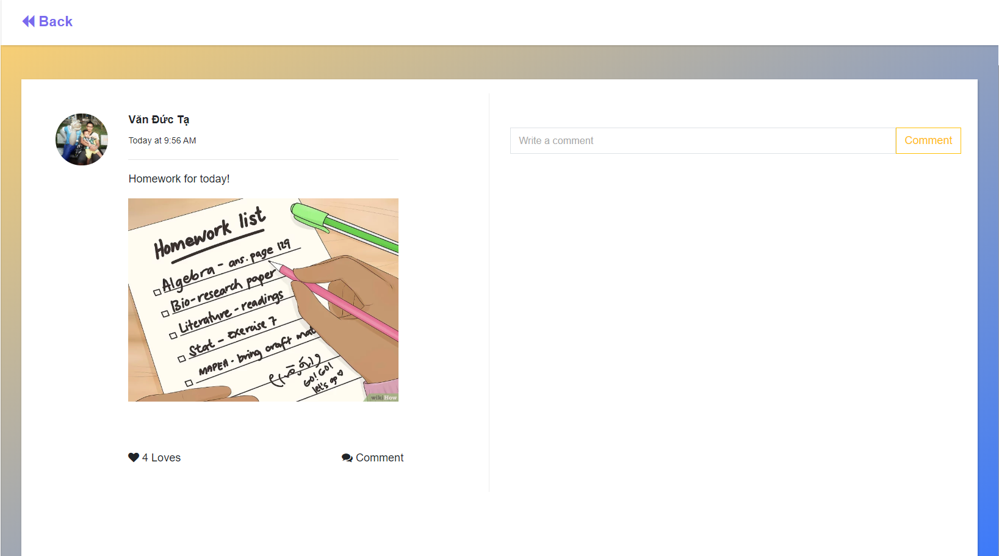 Back
Văn Đức Tạ
Today at 9:56 AM
Homework for today!
Homework list
Algebra - ans. page 129
Bio-research paper
Literature - readings
Stat - Exercise 7
MAPEA - bring craft mat
GO! GO!
let's go
wikiHow
4 Loves
Comment
Write a comment
Comment